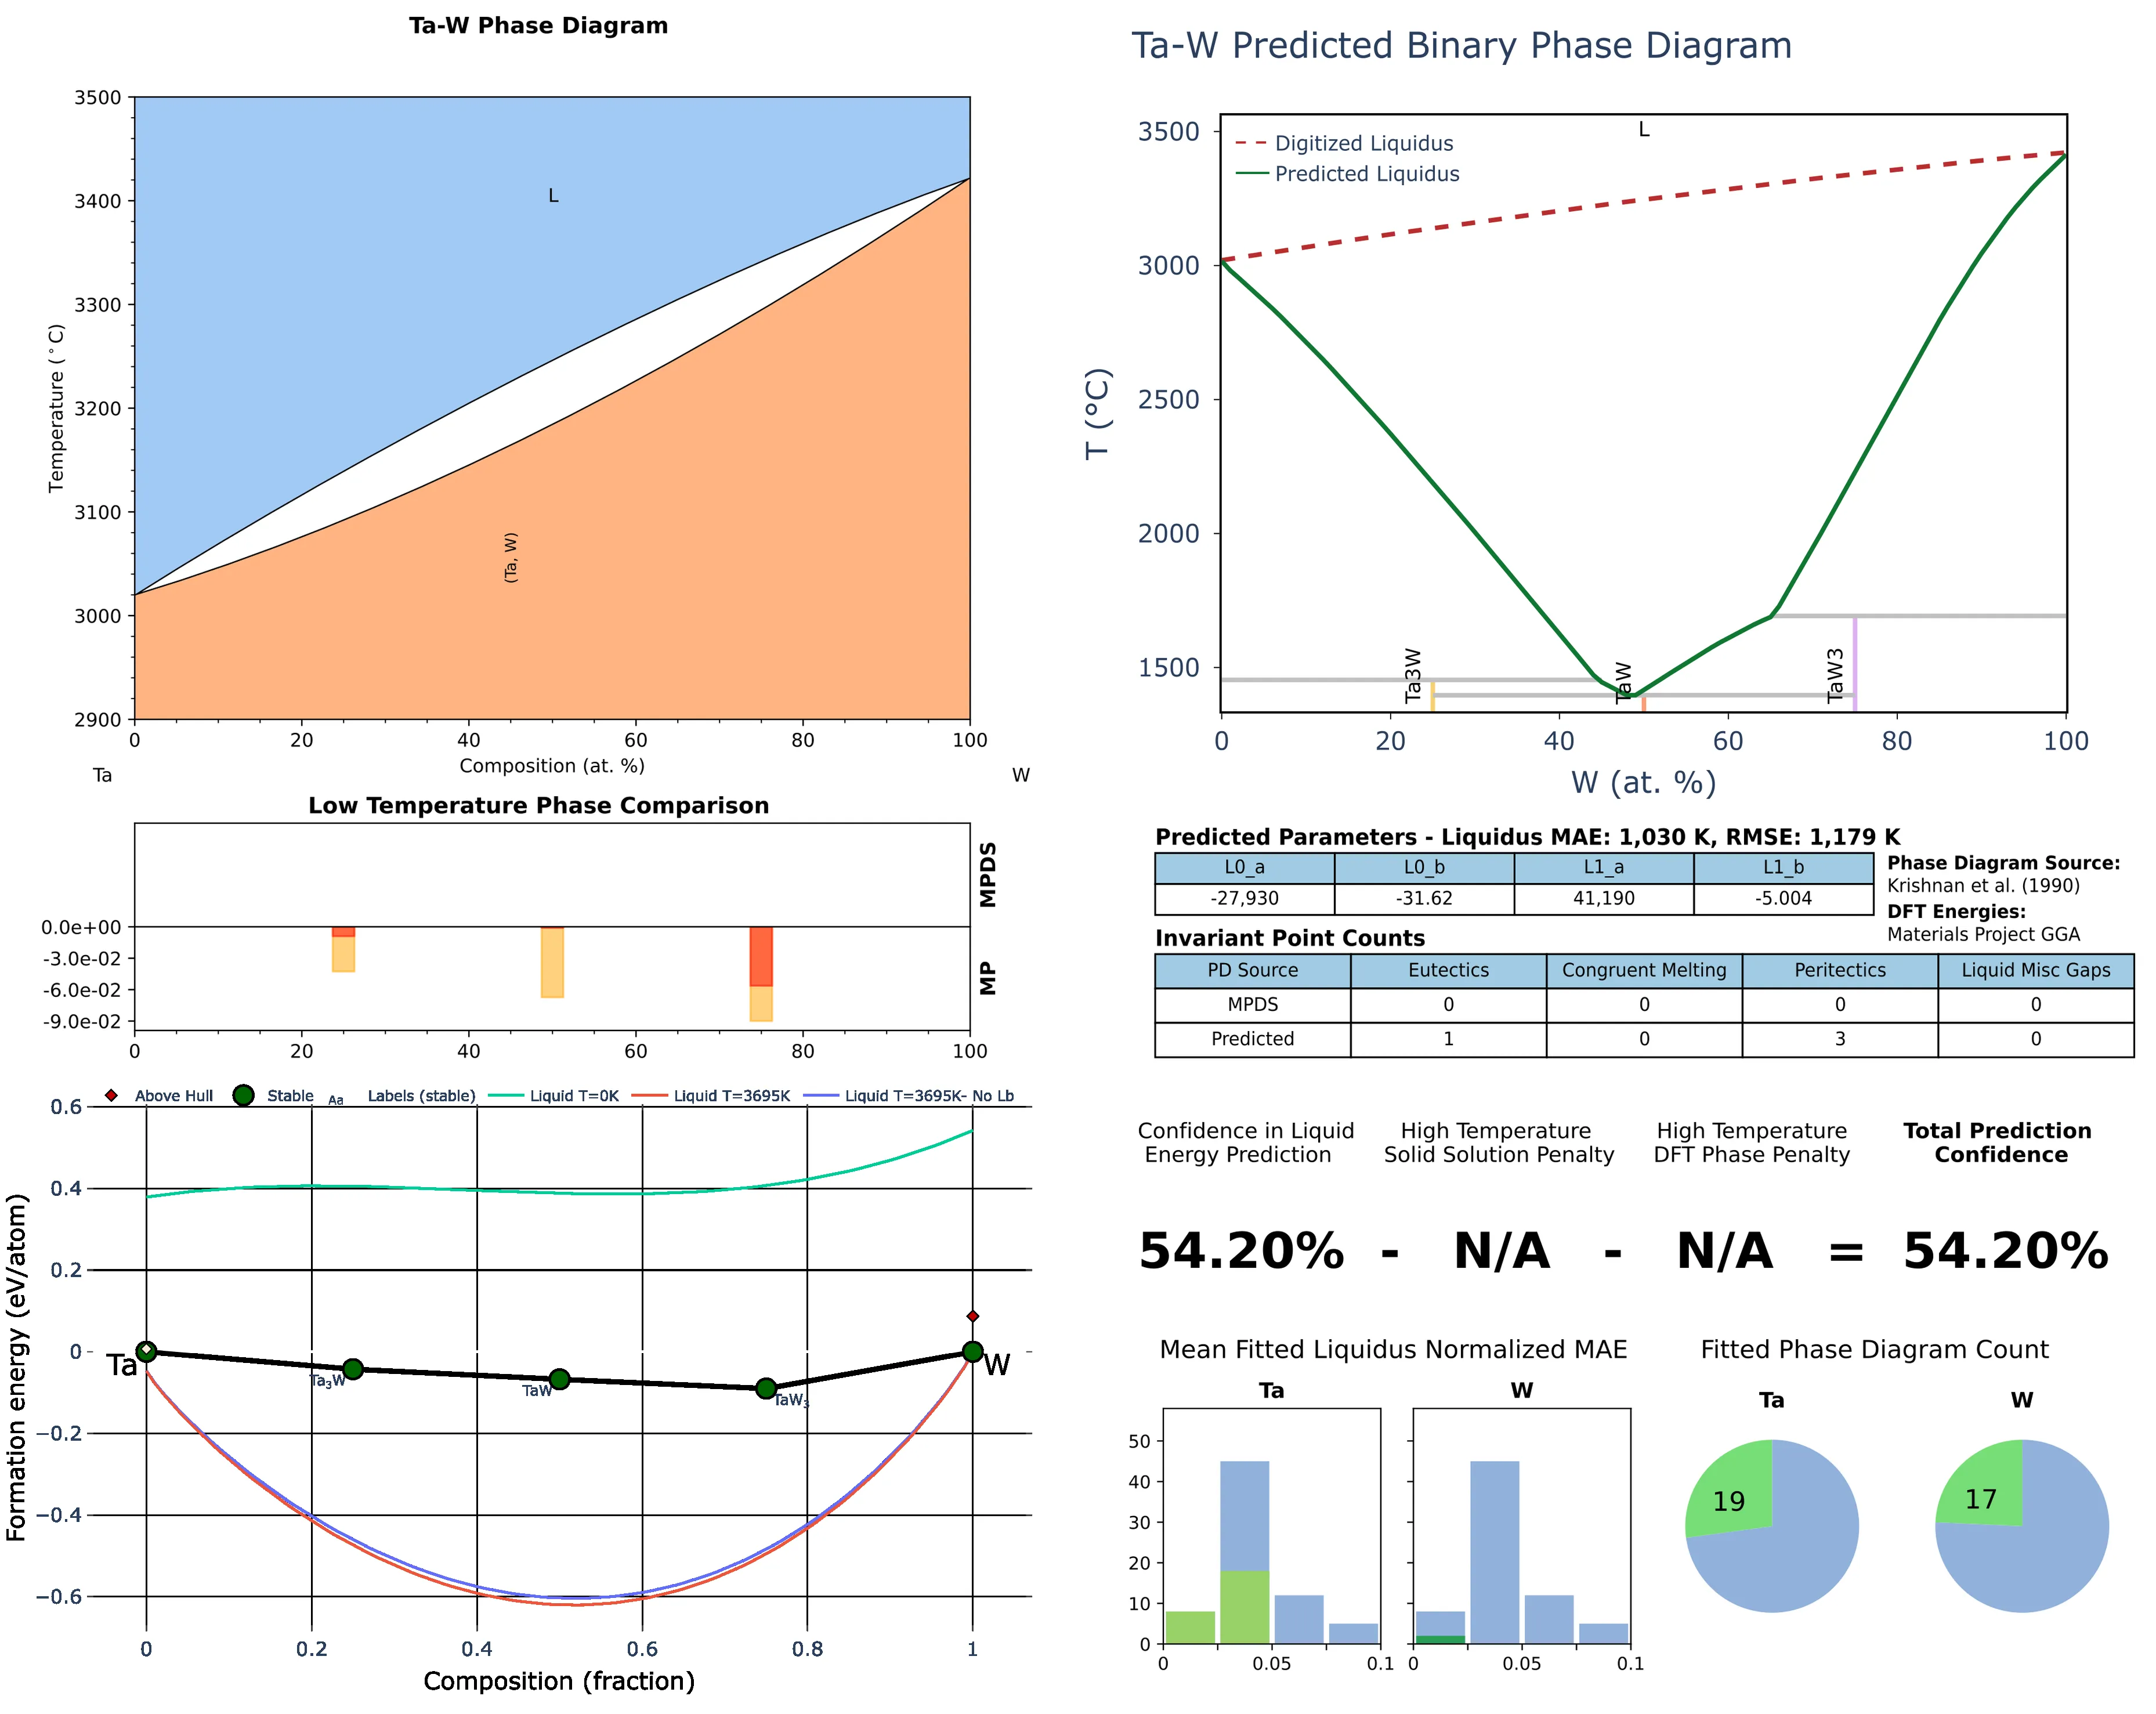 Ta-W Phase Diagram
3500
3400
3300
3200
3100
3000
2900
Temperature (°C)
L
(Ta, W)
0 20 40 60 80 100
Composition (at. %)
Ta W
Low Temperature Phase Comparison
0.0e+00
-3.0e-02
-6.0e-02
-9.0e-02
MPDS
MP
0 20 40 60 80 100
Above Hull Stable Aa Labels (stable) Liquid T=0K Liquid T=3695K Liquid T=3695K- No Lb
0.6
0.4
0.2
0
−0.2
−0.4
−0.6
Formation energy (eV/atom)
Ta
Ta3W
TaW
TaW3
W
0 0.2 0.4 0.6 0.8 1
Composition (fraction)
Ta-W Predicted Binary Phase Diagram
3500
3000
2500
2000
1500
T (°C)
L
Digitized Liquidus
Predicted Liquidus
Ta3W
TaW
TaW3
0 20 40 60 80 100
W (at. %)
Predicted Parameters - Liquidus MAE: 1,030 K, RMSE: 1,179 K
L0_a L0_b L1_a L1_b
-27,930 -31.62 41,190 -5.004
Phase Diagram Source:
Krishnan et al. (1990)
DFT Energies:
Materials Project GGA
Invariant Point Counts
PD Source Eutectics Congruent Melting Peritectics Liquid Misc Gaps
MPDS 0 0 0 0
Predicted 1 0 3 0
Confidence in Liquid High Temperature High Temperature Total Prediction
Energy Prediction Solid Solution Penalty DFT Phase Penalty Confidence
54.20% - N/A - N/A = 54.20%
Mean Fitted Liquidus Normalized MAE
Ta W
50
40
30
20
10
0
0 0.05 0.1 0 0.05 0.1
Fitted Phase Diagram Count
Ta W
19 17